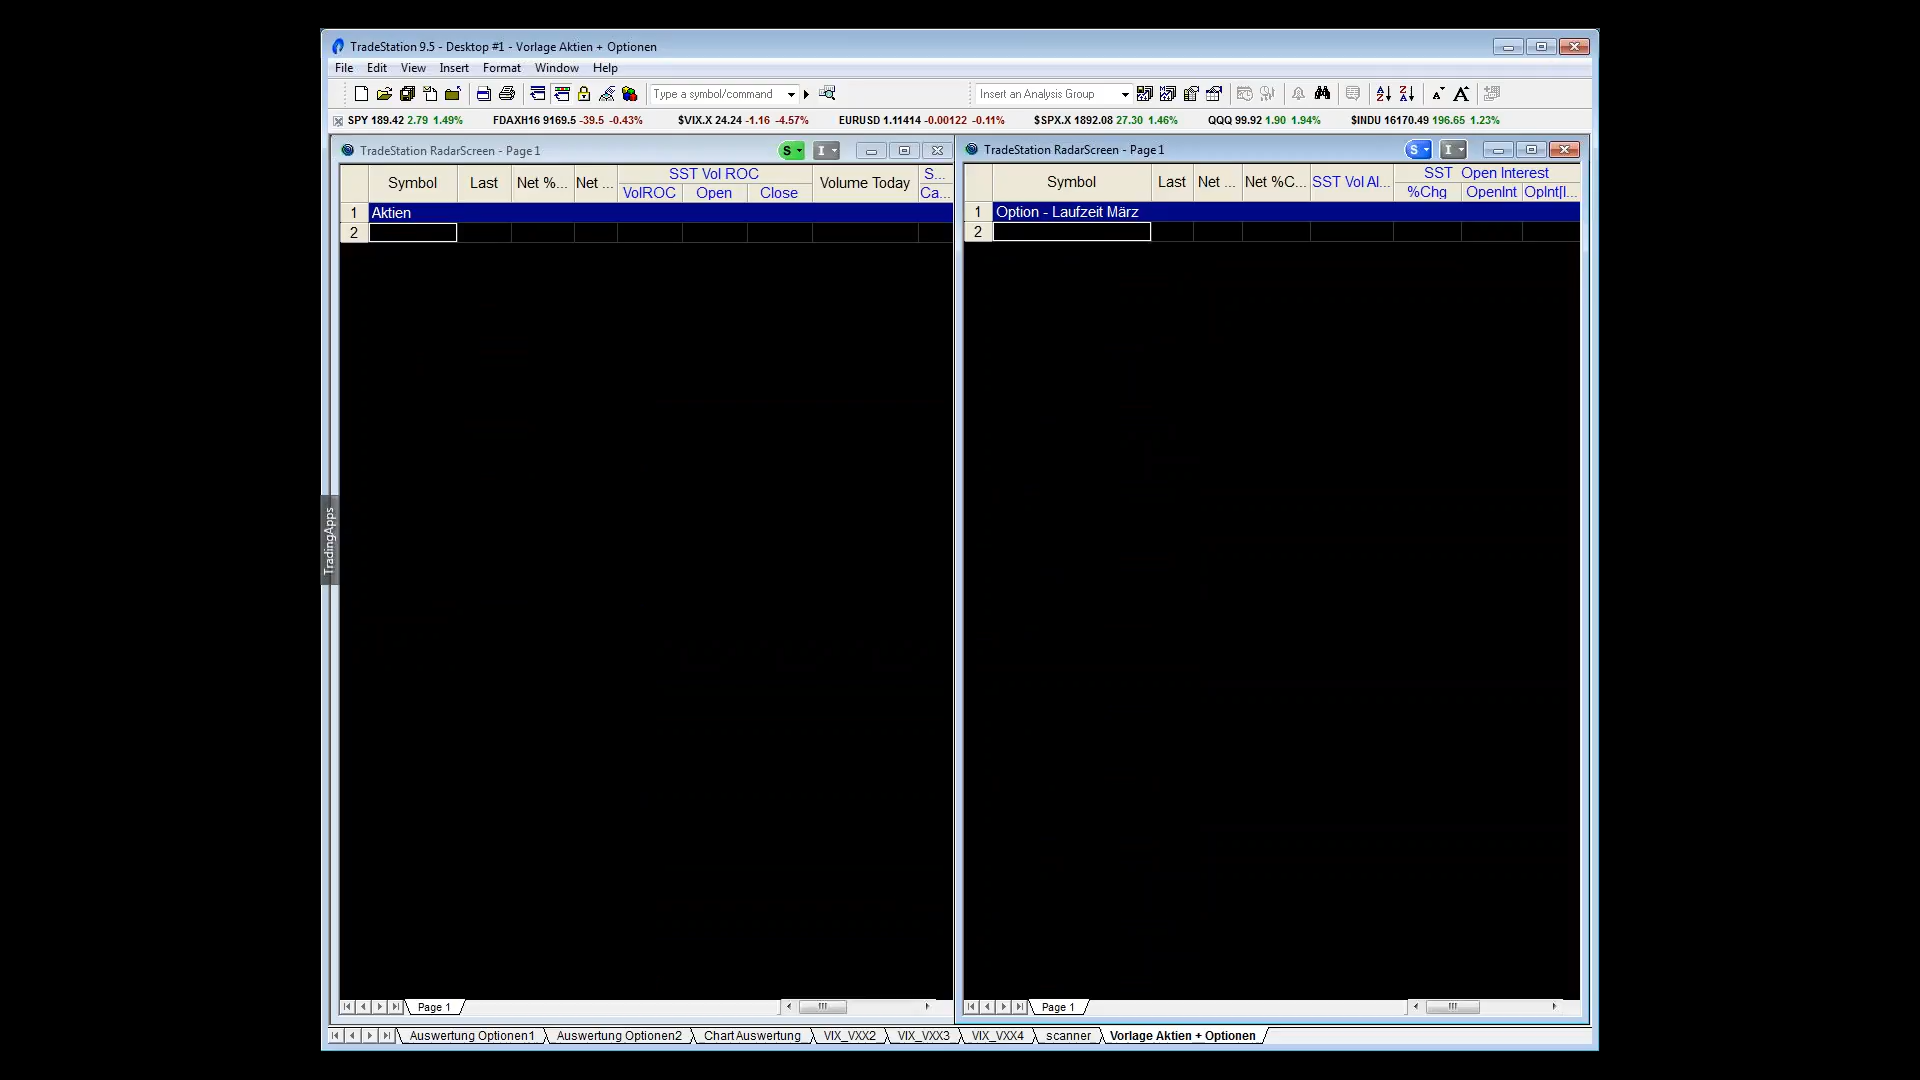 TradeStation 9.5 - Desktop #1 - Vorlage Aktien + Optionen
File Edit View Insert Format Window Help
Type a symbol/command
Insert an Analysis Group
SPY 189.42 2.79 1.49% FDAXH16 9169.5 -39.5 -0.43% $VIX.X 24.24 -1.16 -4.57% EURUSD 1.11414 -0.00122 -0.11% $SPX.X 1892.08 27.30 1.46% QQQ 99.92 1.90 1.94% $INDU 16170.49 196.65 1.23%
TradeStation RadarScreen - Page1
S I
Symbol Last Net %... Net ... SST Vol ROC Volume Today S...
VolROC Open Close Ca...
1 Aktien
2
TradeStation RadarScreen - Page1
S I
Symbol Last Net ... Net %C... SST Vol Al... SST Open Interest
%Chg OpenInt OpInt[I...
1 Option - Laufzeit März
2
TradingApps
Page 1
Page 1
Auswertung Optionen1 Auswertung Optionen2 Chart Auswertung VIX_VXX2 VIX_VXX3 VIX_VXX4 scanner Vorlage Aktien + Optionen